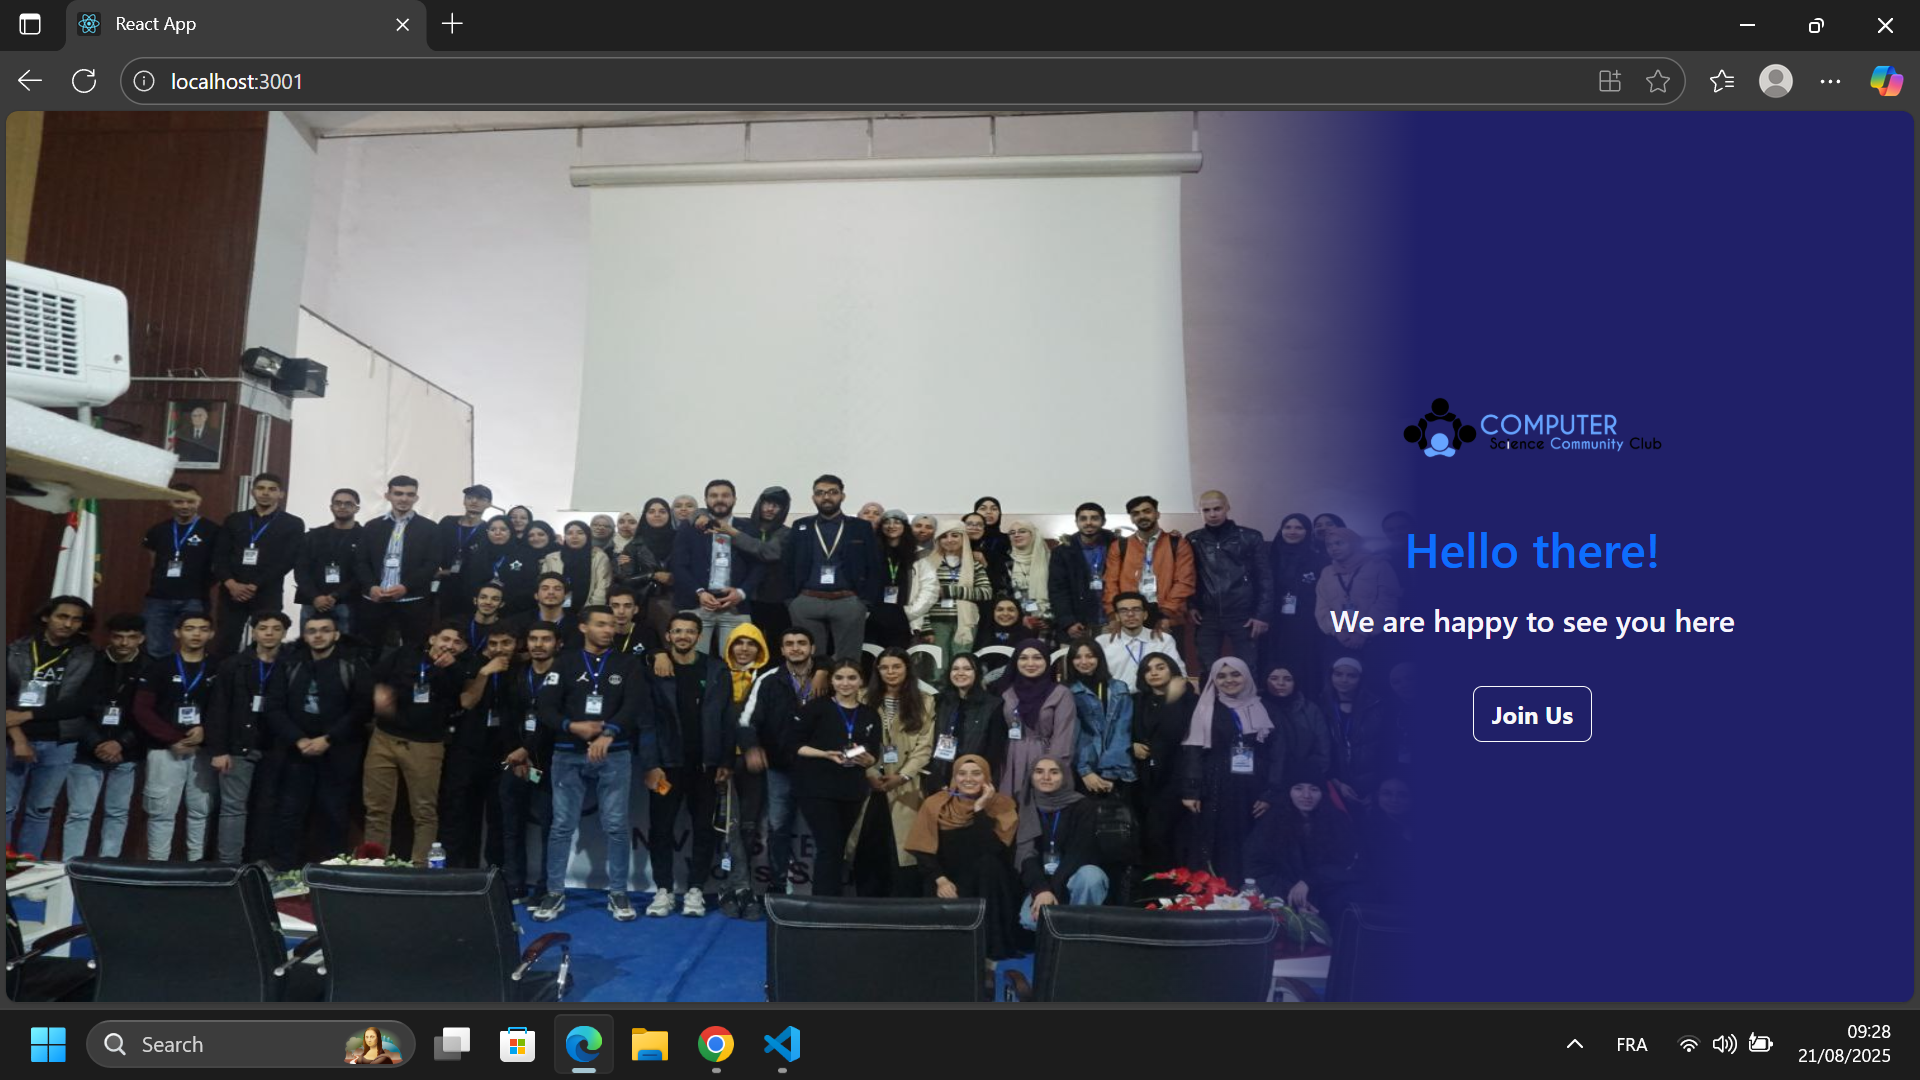 React App
localhost:3001
COMPUTER
Science Community Club
Hello there!
We are happy to see you here
Join Us
Search
FRA
09:28
21/08/2025